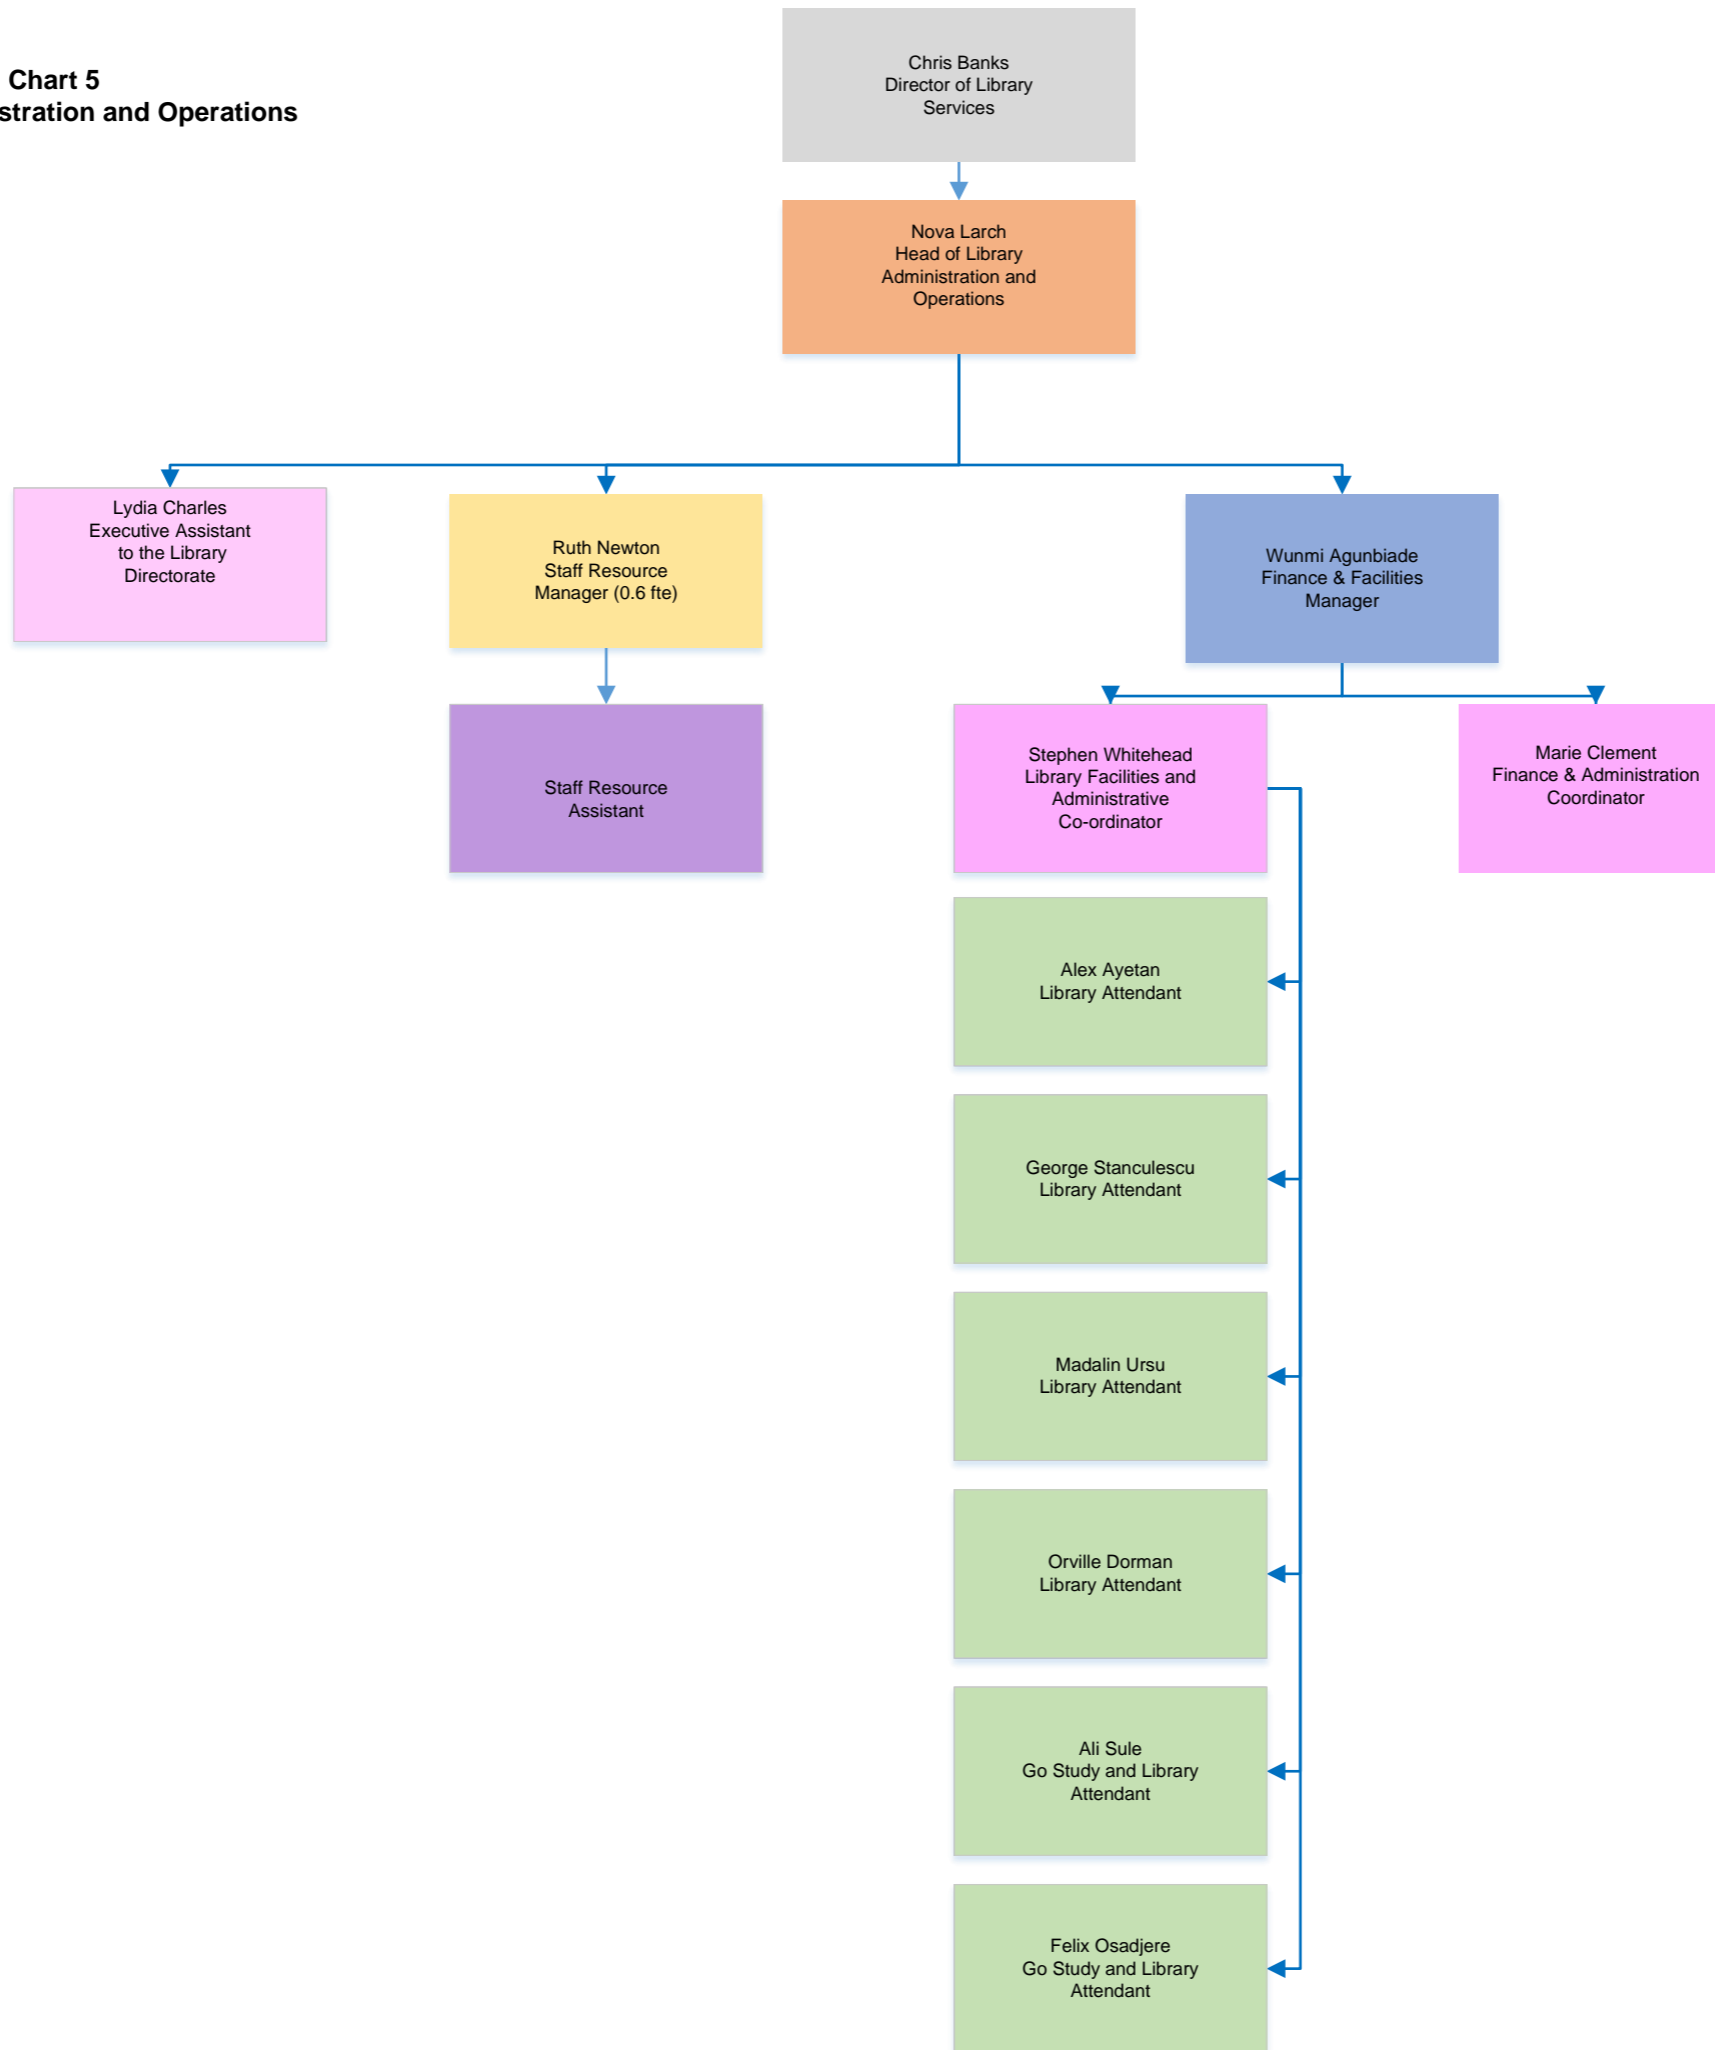 Chart 5
stration and Operations
Chris Banks
Director of Library
Services
Nova Larch
Head of Library
Administration and
Operations
Lydia Charles
Executive Assistant
to the Library
Directorate
Ruth Newton
Staff Resource
Manager (0.6 fte)
Wunmi Agunbiade
Finance & Facilities
Manager
Staff Resource
Assistant
Stephen Whitehead
Library Facilities and
Administrative
Co-ordinator
Marie Clement
Finance & Administration
Coordinator
Alex Ayetan
Library Attendant
George Stanculescu
Library Attendant
Madalin Ursu
Library Attendant
Orville Dorman
Library Attendant
Ali Sule
Go Study and Library
Attendant
Felix Osadjere
Go Study and Library
Attendant